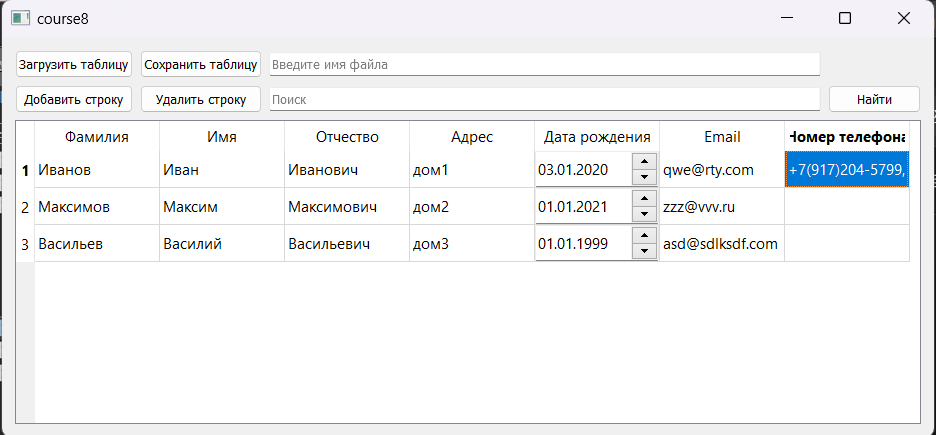 course8
Загрузить таблицу Сохранить таблицу Введите имя файла
Добавить строку Удалить строку Поиск Найти
Фамилия Имя Отчество Адрес Дата рождения Email Номер телефона
1 Иванов Иван Иванович дом1 03.01.2020 qwe@rty.com +7(917)204-5799,
2 Максимов Максим Максимович дом2 01.01.2021 zzz@vvv.ru
3 Васильев Василий Васильевич дом3 01.01.1999 asd@sdlksdf.com